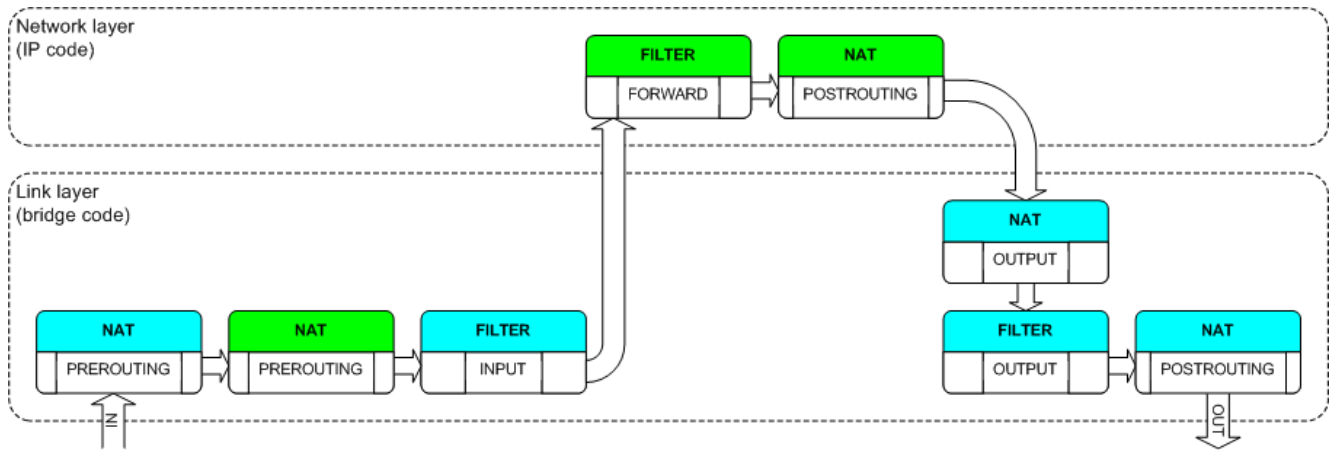 Network layer
(IP code)
FILTER
FORWARD
NAT
POSTROUTING
Link layer
(bridge code)
NAT
OUTPUT
NAT
PREROUTING
NAT
PREROUTING
FILTER
INPUT
FILTER
OUTPUT
NAT
POSTROUTING
IN
OUT